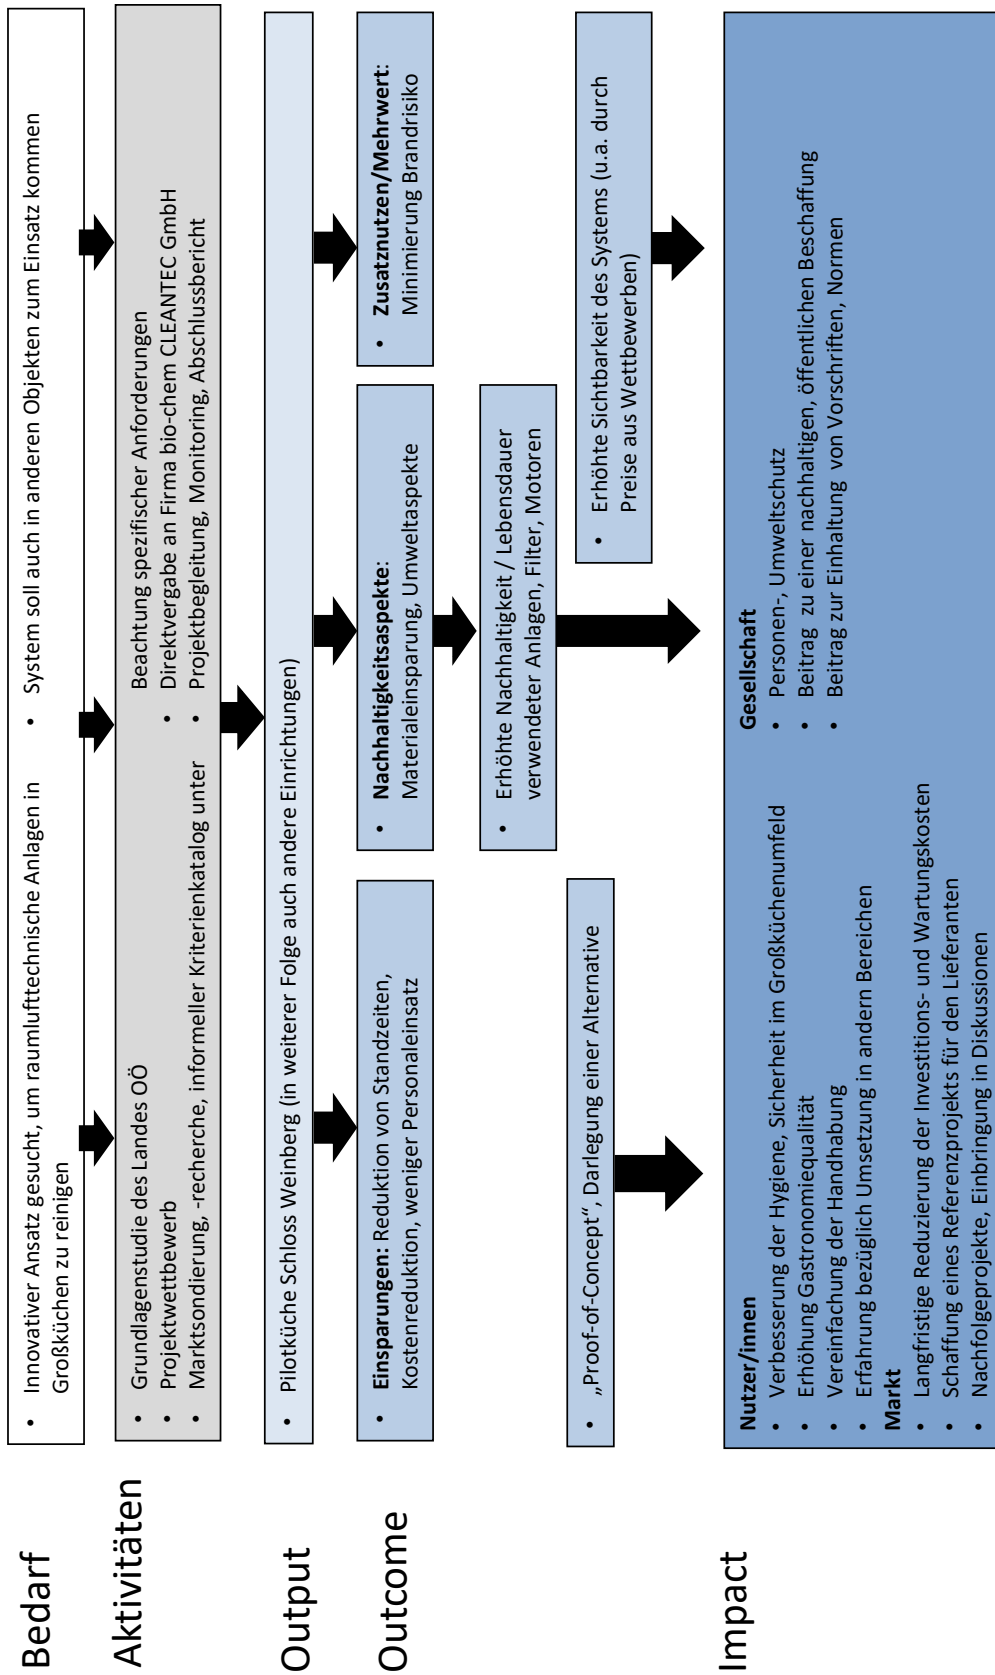 Bedarf
• Innovativer Ansatz gesucht, um raumlufttechnische Anlagen in
Großküchen zu reinigen
• System soll auch in anderen Objekten zum Einsatz kommen
Aktivitäten
• Grundlagenstudie des Landes OÖ
• Projektwettbewerb
• Marktsondierung, -recherche, informeller Kriterienkatalog unter
Beachtung spezifischer Anforderungen
• Direktvergabe an Firma bio-chem CLEANTEC GmbH
• Projektbegleitung, Monitoring, Abschlussbericht
Output
• Pilotküche Schloss Weinberg (in weiterer Folge auch andere Einrichtungen)
Outcome
• Einsparungen: Reduktion von Standzeiten,
Kostenreduktion, weniger Personaleinsatz
• Nachhaltigkeitsaspekte:
Materialeinsparung, Umweltaspekte
• Zusatznutzen/Mehrwert:
Minimierung Brandrisiko
• Erhöhte Nachhaltigkeit / Lebensdauer
verwendeter Anlagen, Filter, Motoren
• „Proof-of-Concept“, Darlegung einer Alternative
• Erhöhte Sichtbarkeit des Systems (u.a. durch
Preise aus Wettbewerben)
Impact
Nutzer/innen
• Verbesserung der Hygiene, Sicherheit im Großküchenumfeld
• Erhöhung Gastronomiequalität
• Vereinfachung der Handhabung
• Erfahrung bezüglich Umsetzung in andern Bereichen
Markt
• Langfristige Reduzierung der Investitions- und Wartungskosten
• Schaffung eines Referenzprojekts für den Lieferanten
• Nachfolgeprojekte, Einbringung in Diskussionen
Gesellschaft
• Personen-, Umweltschutz
• Beitrag zu einer nachhaltigen, öffentlichen Beschaffung
• Beitrag zur Einhaltung von Vorschriften, Normen